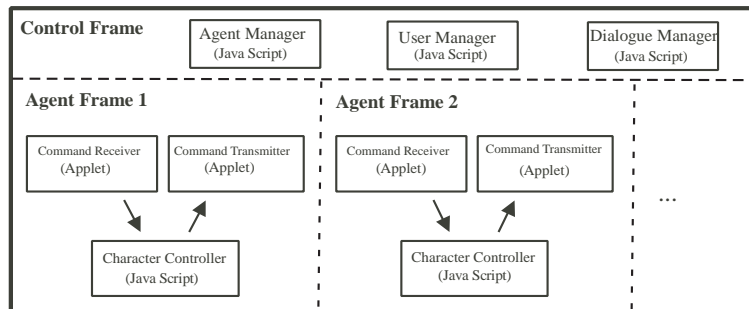 Control Frame
Agent Manager
(Java Script)
User Manager
(Java Script)
Dialogue Manager
(Java Script)
Agent Frame 1
Command Receiver
(Applet)
Command Transmitter
(Applet)
Character Controller
(Java Script)
Agent Frame 2
Command Receiver
(Applet)
Command Transmitter
(Applet)
Character Controller
(Java Script)
...